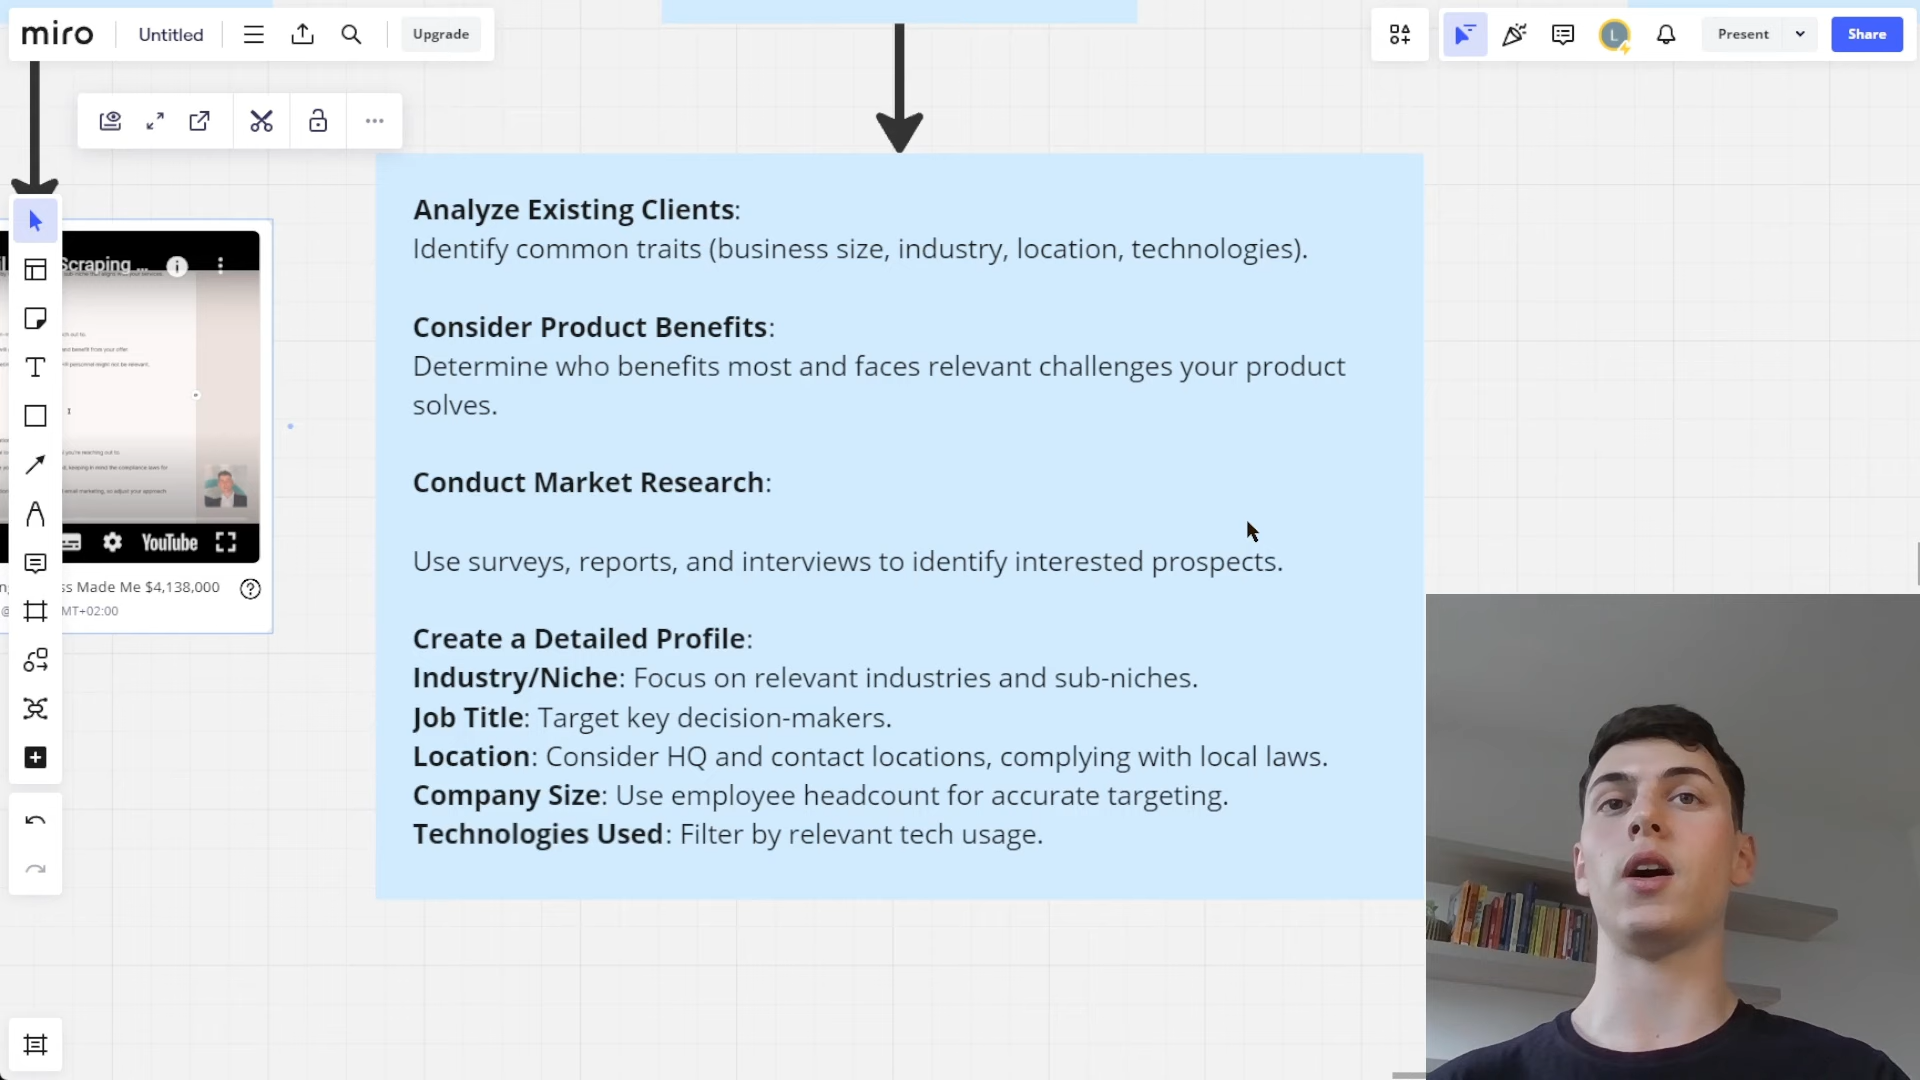 miro
Untitled
Upgrade
Present
Share
L
Scraping ...
YouTube
ss Made Me $4,138,000
MT+02:00
Analyze Existing Clients:
Identify common traits (business size, industry, location, technologies).
Consider Product Benefits:
Determine who benefits most and faces relevant challenges your product
solves.
Conduct Market Research:
Use surveys, reports, and interviews to identify interested prospects.
Create a Detailed Profile:
Industry/Niche: Focus on relevant industries and sub-niches.
Job Title: Target key decision-makers.
Location: Consider HQ and contact locations, complying with local laws.
Company Size: Use employee headcount for accurate targeting.
Technologies Used: Filter by relevant tech usage.